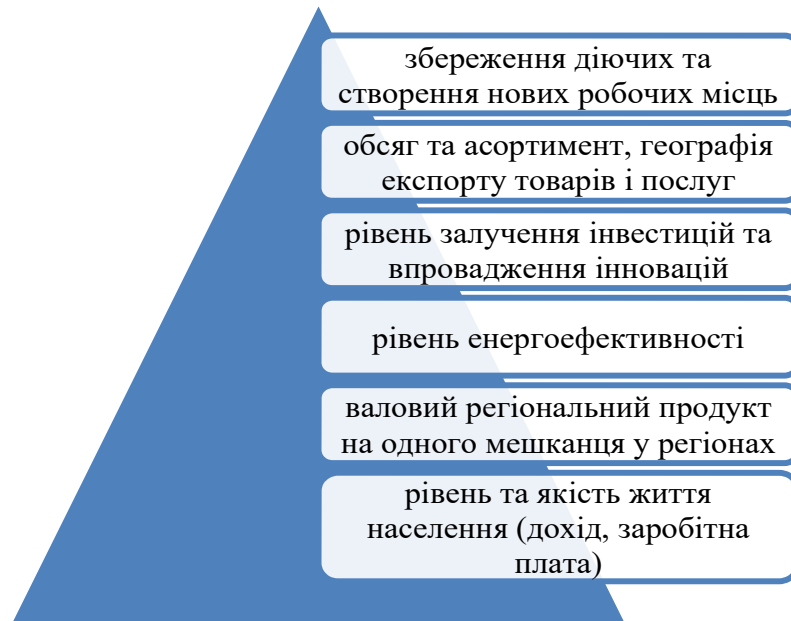 збереження діючих та
створення нових робочих місць
обсяг та асортимент, географія
експорту товарів і послуг
рівень залучення інвестицій та
впровадження інновацій
рівень енергоефективності
валовий регіональний продукт
на одного мешканця у регіонах
рівень та якість життя
населення (дохід, заробітна
плата)